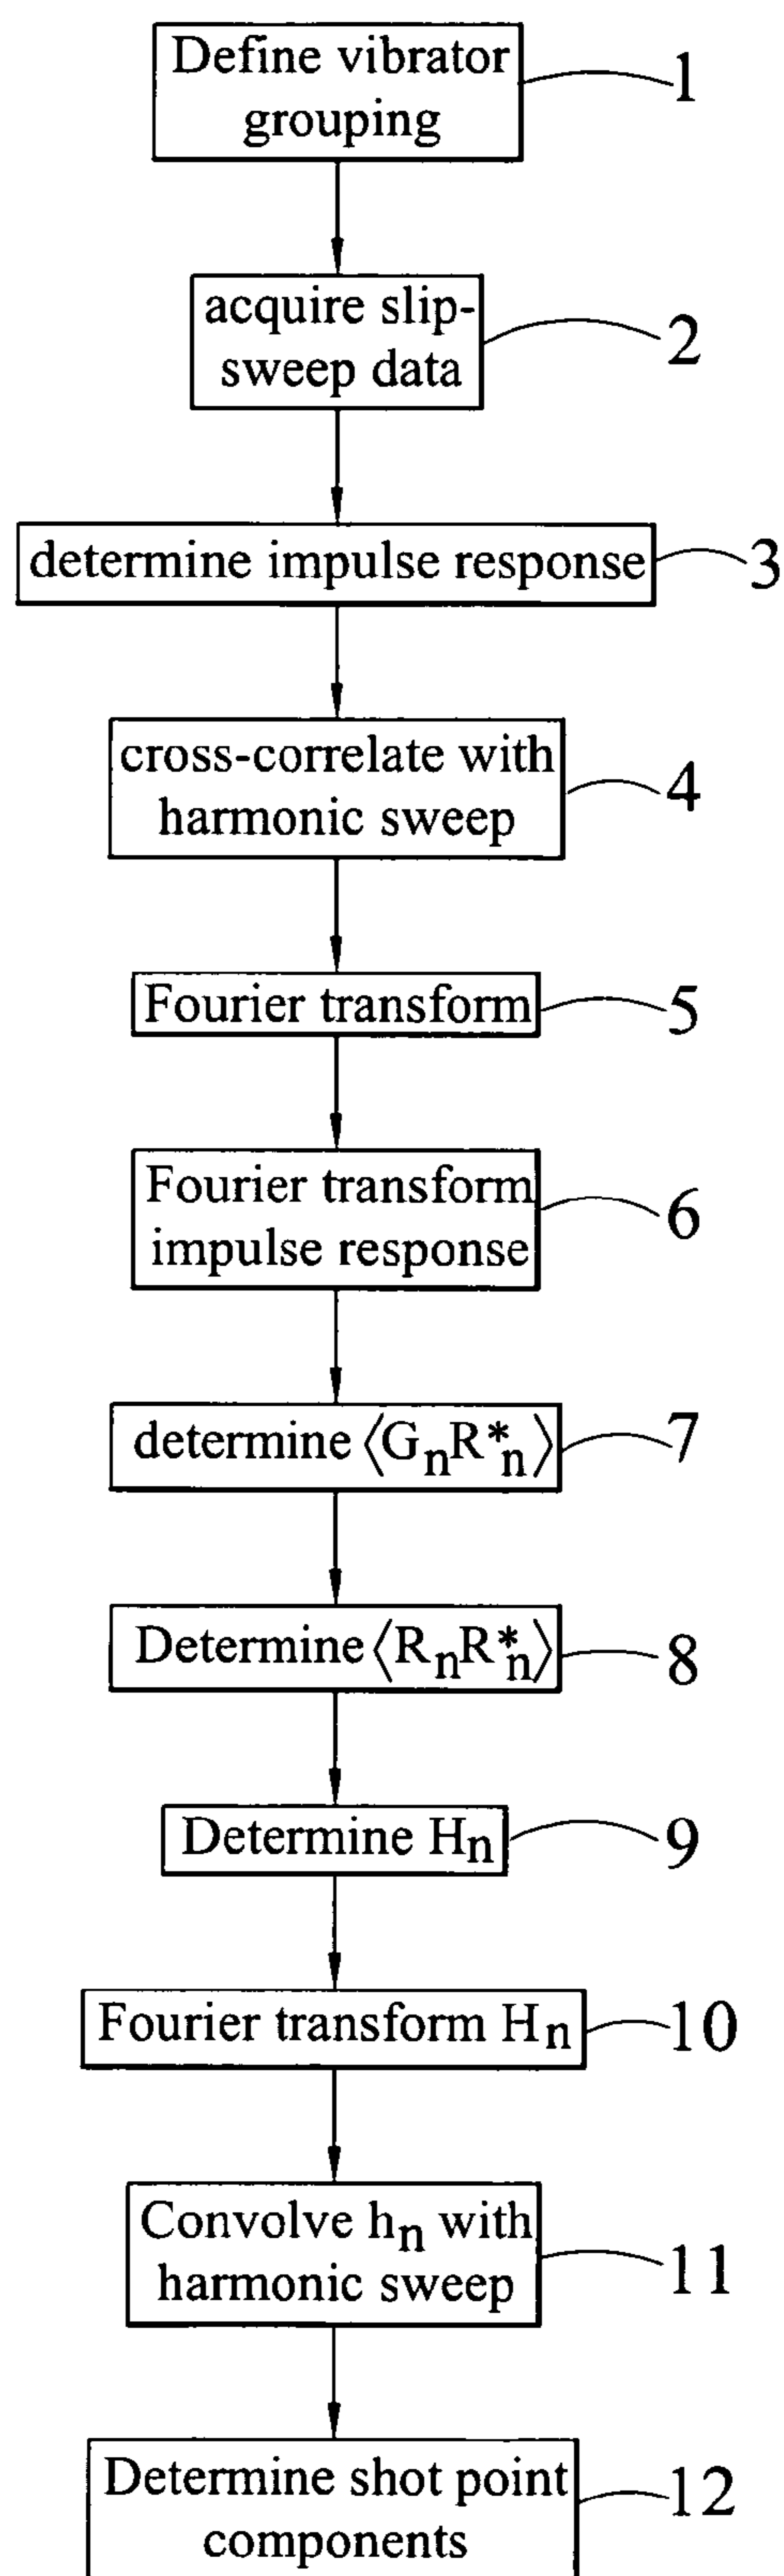 Define vibrator
grouping
1
acquire slip-
sweep data
2
determine impulse response
3
cross-correlate with
harmonic sweep
4
Fourier transform
5
Fourier transform
impulse response
6
determine ⟨GₙR*ₙ⟩
7
Determine ⟨RₙR*ₙ⟩
8
Determine Hₙ
9
Fourier transform Hₙ
10
Convolve hₙ with
harmonic sweep
11
Determine shot point
components
12